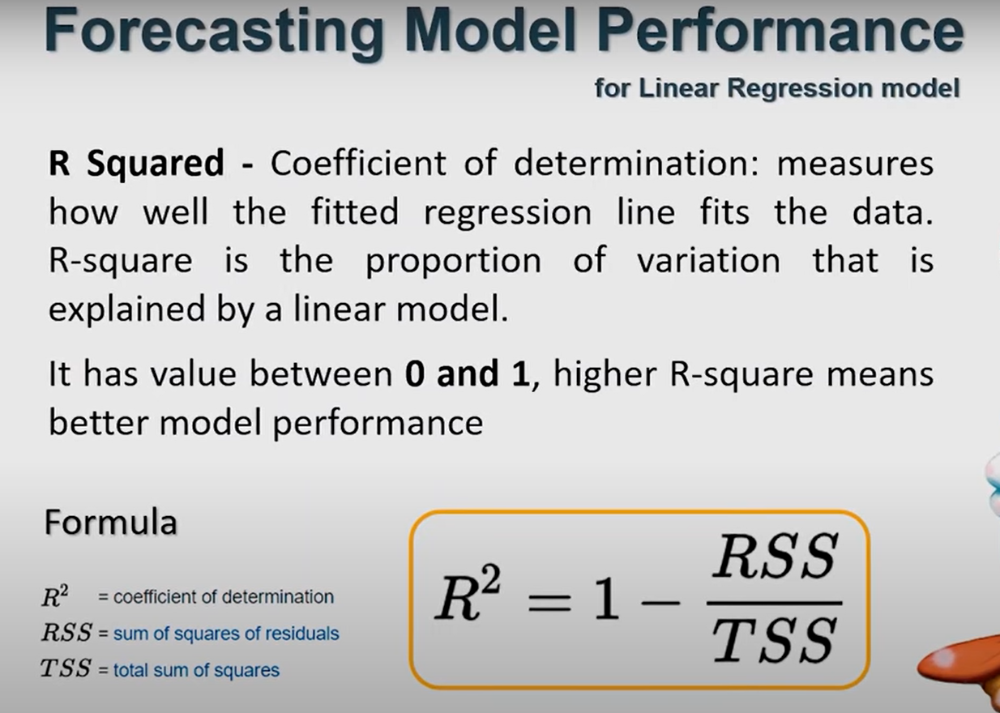 Forecasting Model Performance
for Linear Regression model
R Squared - Coefficient of determination: measures
how well the fitted regression line fits the data.
R-square is the proportion of variation that is
explained by a linear model.
It has value between 0 and 1, higher R-square means
better model performance
Formula
R² = coefficient of determination
RSS = sum of squares of residuals
TSS = total sum of squares
R² = 1 − RSS/TSS